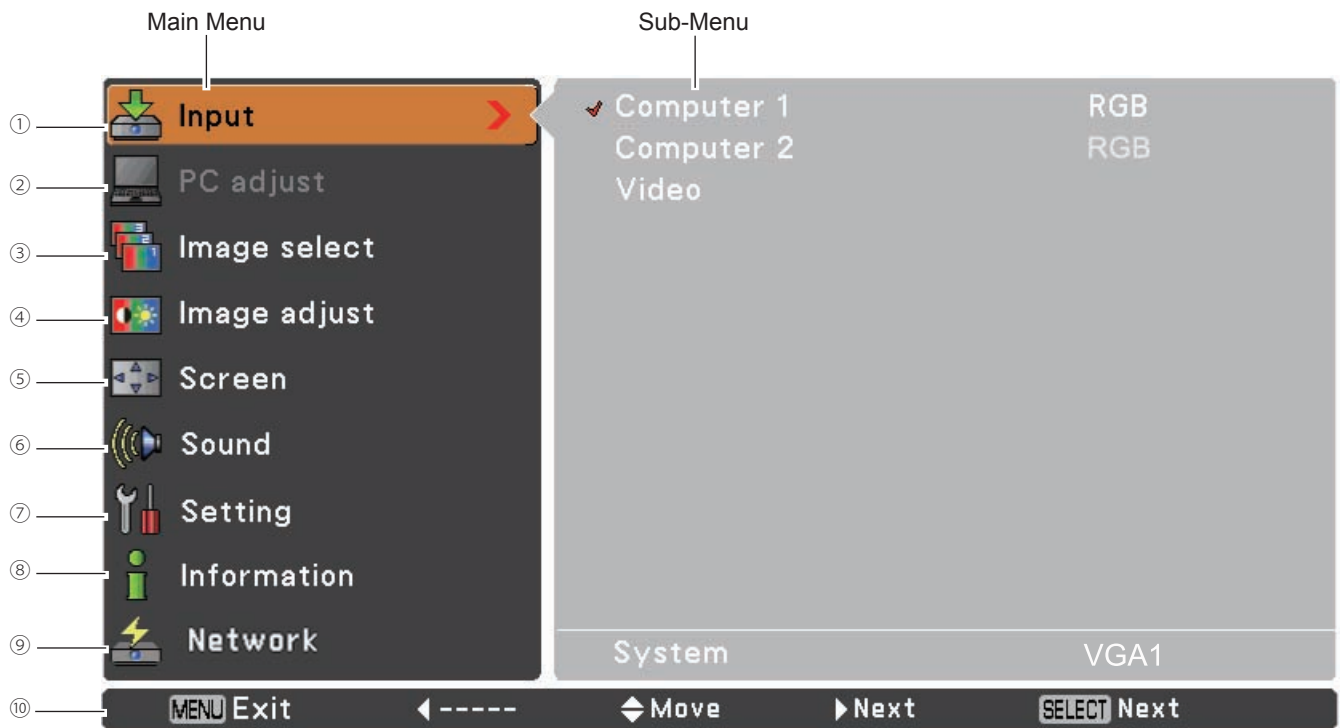 Main Menu Sub-Menu
① Input Computer 1 RGB
Computer 2 RGB
② PC adjust Video
③ Image select
④ Image adjust
⑤ Screen
⑥ Sound
⑦ Setting
⑧ Information
⑨ Network System VGA1
⑩ MENU Exit ◀ ----- Move ▶ Next SELECT Next